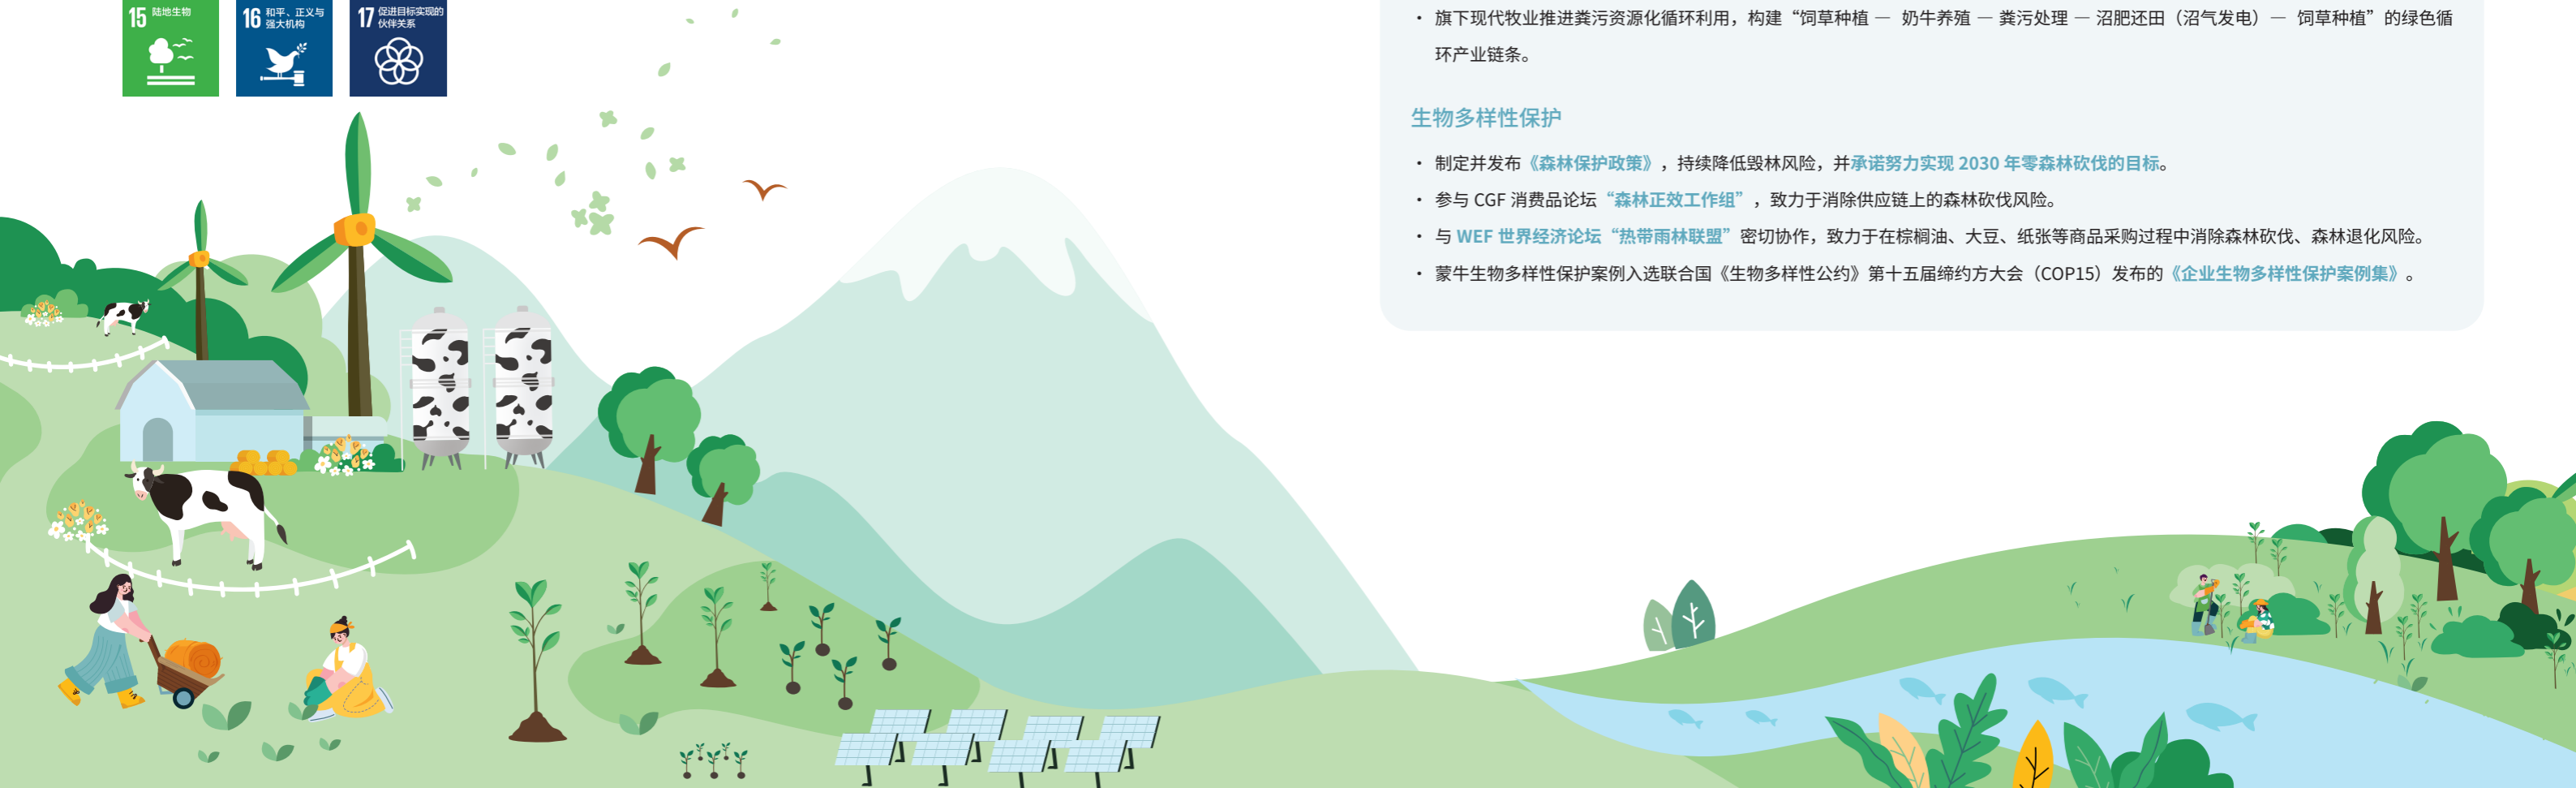 15 陆地生物
16 和平、正义与
强大机构
17 促进目标实现的
伙伴关系
• 旗下现代牧业推进粪污资源化循环利用，构建“饲草种植 — 奶牛养殖 — 粪污处理 — 沼肥还田（沼气发电）— 饲草种植”的绿色循
环产业链条。
生物多样性保护
• 制定并发布《森林保护政策》，持续降低毁林风险，并承诺努力实现 2030 年零森林砍伐的目标。
• 参与 CGF 消费品论坛“森林正效工作组”，致力于消除供应链上的森林砍伐风险。
• 与 WEF 世界经济论坛“热带雨林联盟”密切协作，致力于在棕榈油、大豆、纸张等商品采购过程中消除森林砍伐、森林退化风险。
• 蒙牛生物多样性保护案例入选联合国《生物多样性公约》第十五届缔约方大会（COP15）发布的《企业生物多样性保护案例集》。